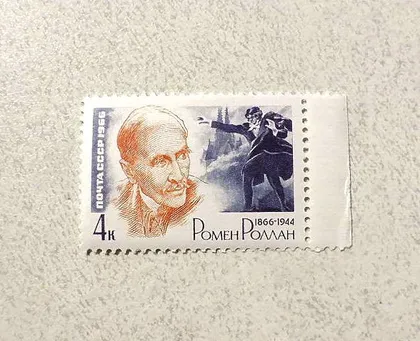 ПОЧТА СССР 1966
4к
1866-1944
РОМЕН РОЛЛАН